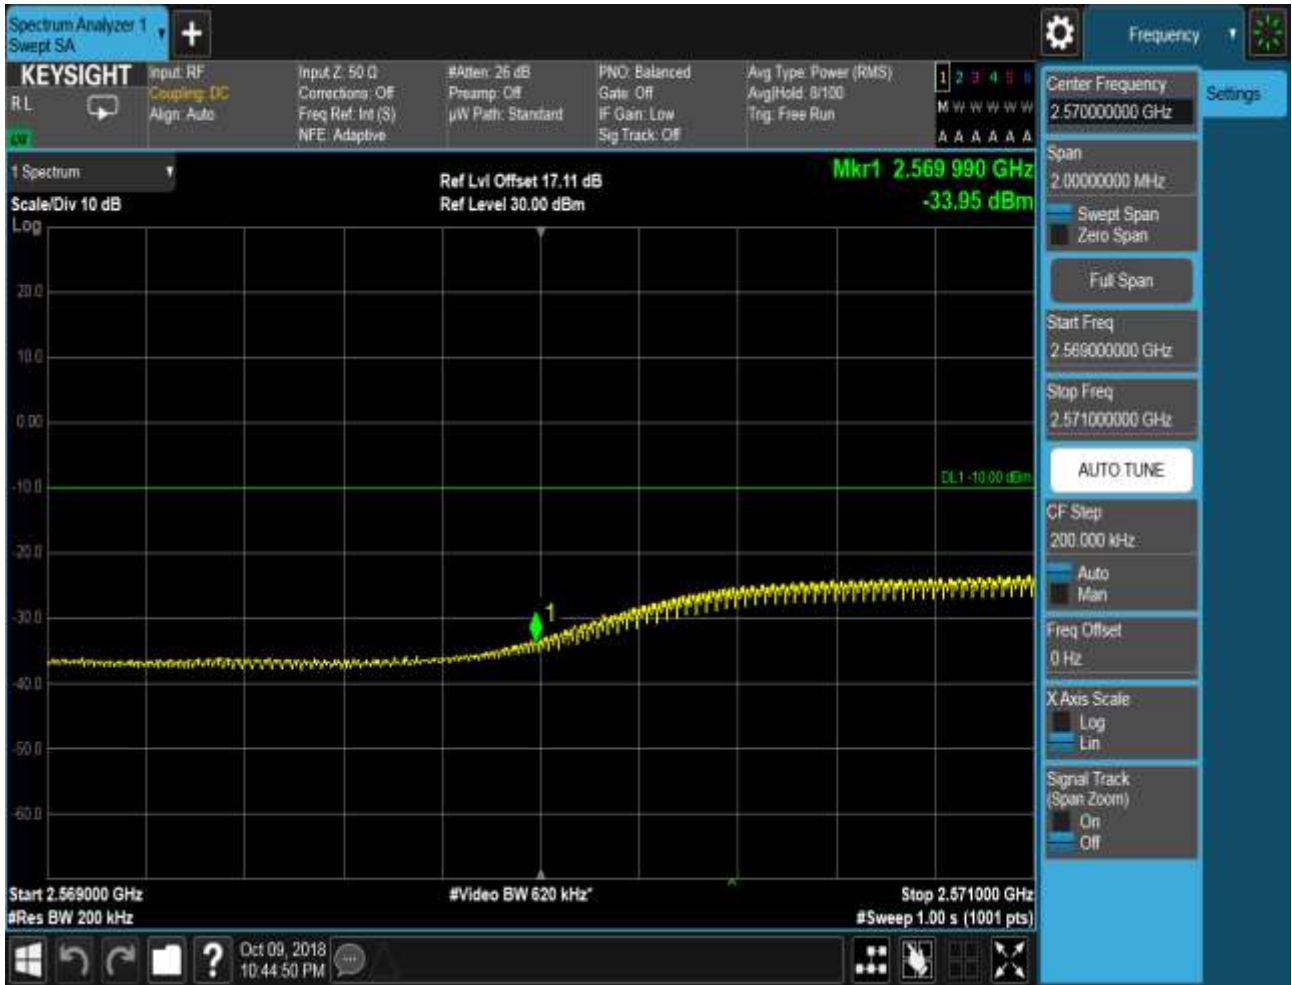 Spectrum Analyzer 1
Swept SA
+
Frequency
KEYSIGHT
Input: RF
Input Z: 50 Ω
#Atten: 26 dB
PNO: Balanced
Avg Type: Power (RMS)
1 2 3 4 5 6
R L
Coupling: DC
Corrections: Off
Preamp: Off
Gate: Off
Avg|Hold: 8/100
M W W W W W
Align: Auto
Freq Ref: Int (S)
µW Path: Standard
IF Gain: Low
Trig: Free Run
NFE: Adaptive
Sig Track: Off
A A A A A A
1 Spectrum
Ref Lvl Offset 17.11 dB
Mkr1 2.569 990 GHz
Scale/Div 10 dB
Ref Level 30.00 dBm
-33.95 dBm
Log
20.0
10.0
0.00
-10.0
DL1 -10.00 dBm
-20.0
-30.0
1
-40.0
-50.0
-60.0
Start 2.569000 GHz
#Video BW 620 kHz*
Stop 2.571000 GHz
#Res BW 200 kHz
#Sweep 1.00 s (1001 pts)
Center Frequency
2.570000000 GHz
Settings
Span
2.00000000 MHz
Swept Span
Zero Span
Full Span
Start Freq
2.569000000 GHz
Stop Freq
2.571000000 GHz
AUTO TUNE
CF Step
200.000 kHz
Auto
Man
Freq Offset
0 Hz
X Axis Scale
Log
Lin
Signal Track
(Span Zoom)
On
Off
?
Oct 09, 2018
10:44:50 PM